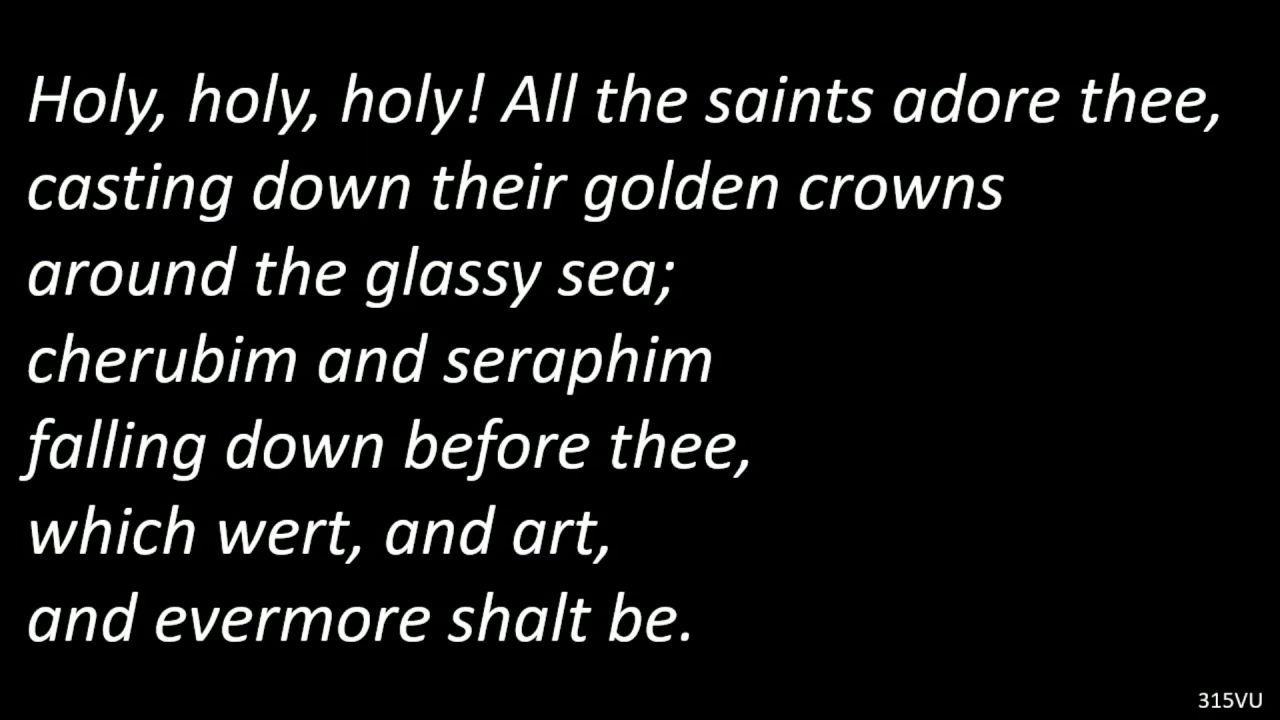 Holy, holy, holy! All the saints adore thee,
casting down their golden crowns
around the glassy sea;
cherubim and seraphim
falling down before thee,
which wert, and art,
and evermore shalt be.
315VU